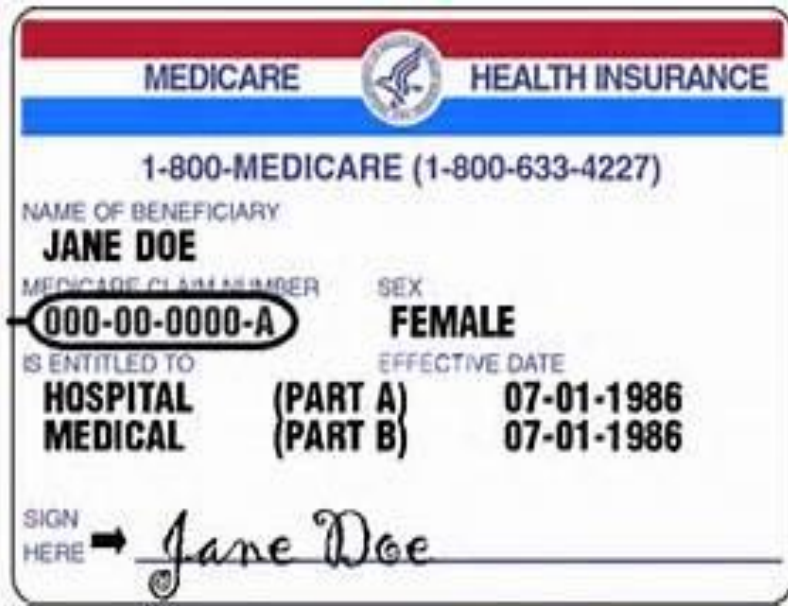 MEDICARE HEALTH INSURANCE
1-800-MEDICARE (1-800-633-4227)
NAME OF BENEFICIARY
JANE DOE
MEDICARE CLAIM NUMBER SEX
000-00-0000-A FEMALE
IS ENTITLED TO EFFECTIVE DATE
HOSPITAL (PART A) 07-01-1986
MEDICAL (PART B) 07-01-1986
SIGN
HERE Jane Doe